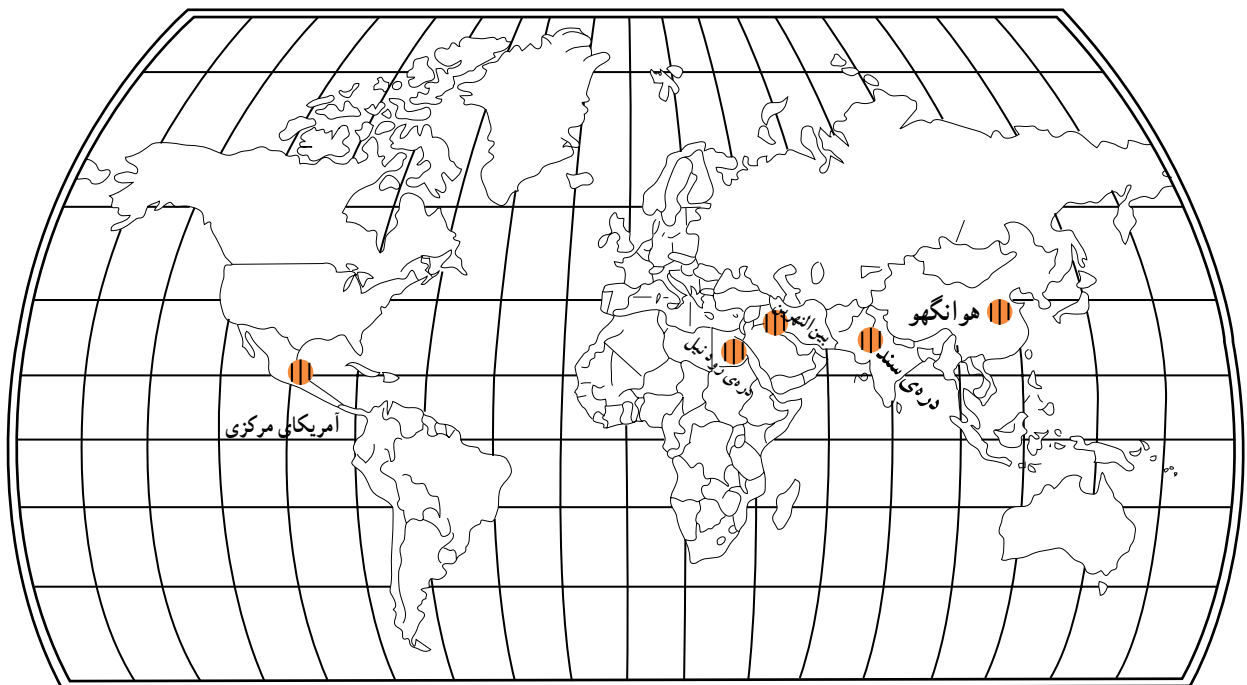 هوانگهو
بین‌النهرین
دره‌ی رود نیل
دره‌ی سند
آمریکای مرکزی